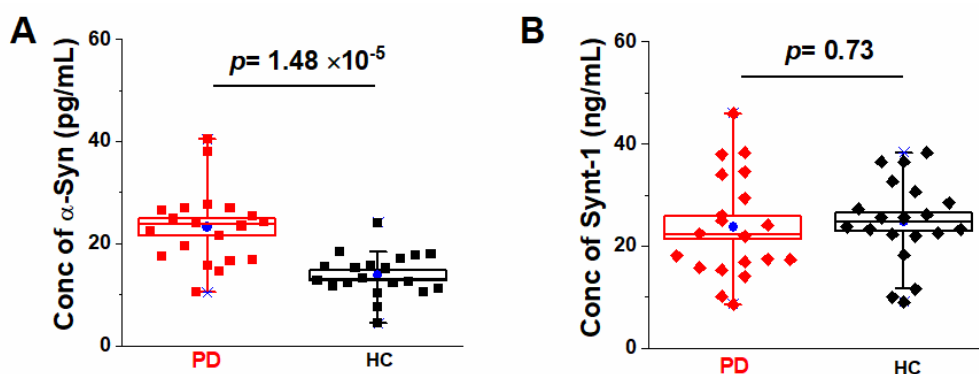 A
Conc of α-Syn (pg/mL)
60
40
20
0
p= 1.48 ×10⁻⁵
PD
HC
B
Conc of Synt-1 (ng/mL)
60
40
20
0
p= 0.73
PD
HC